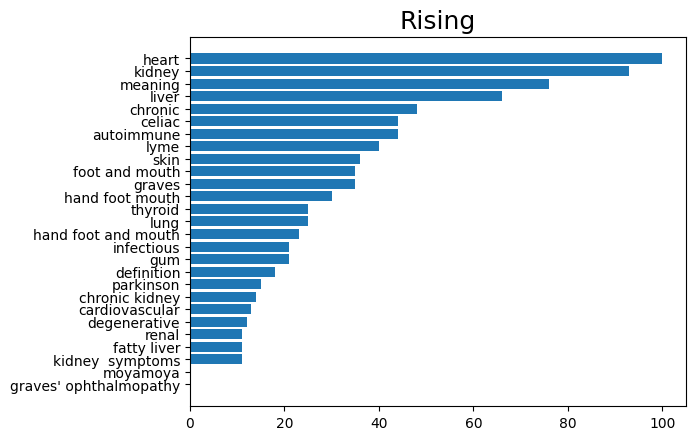 Rising
heart
kidney
meaning
liver
chronic
celiac
autoimmune
lyme
skin
foot and mouth
graves
hand foot mouth
thyroid
lung
hand foot and mouth
infectious
gum
definition
parkinson
chronic kidney
cardiovascular
degenerative
renal
fatty liver
kidney  symptoms
moyamoya
graves' ophthalmopathy
0 20 40 60 80 100